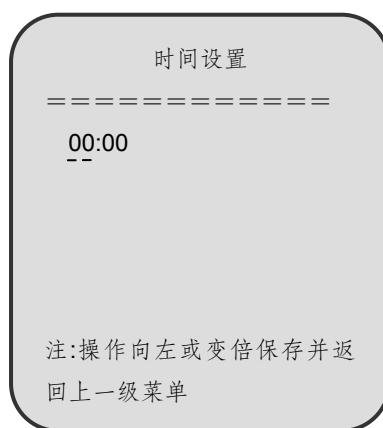 时间设置
============
00:00
注:操作向左或变倍保存并返
回上一级菜单